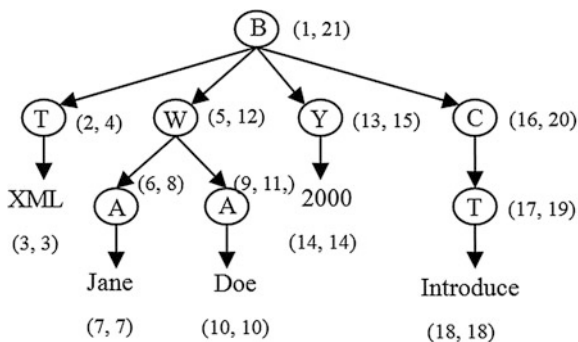 B (1, 21)
T (2, 4) W (5, 12) Y (13, 15) C (16, 20)
XML A (6, 8) A (9, 11,) 2000 T (17, 19)
(3, 3) (14, 14)
Jane Doe Introduce
(7, 7) (10, 10) (18, 18)